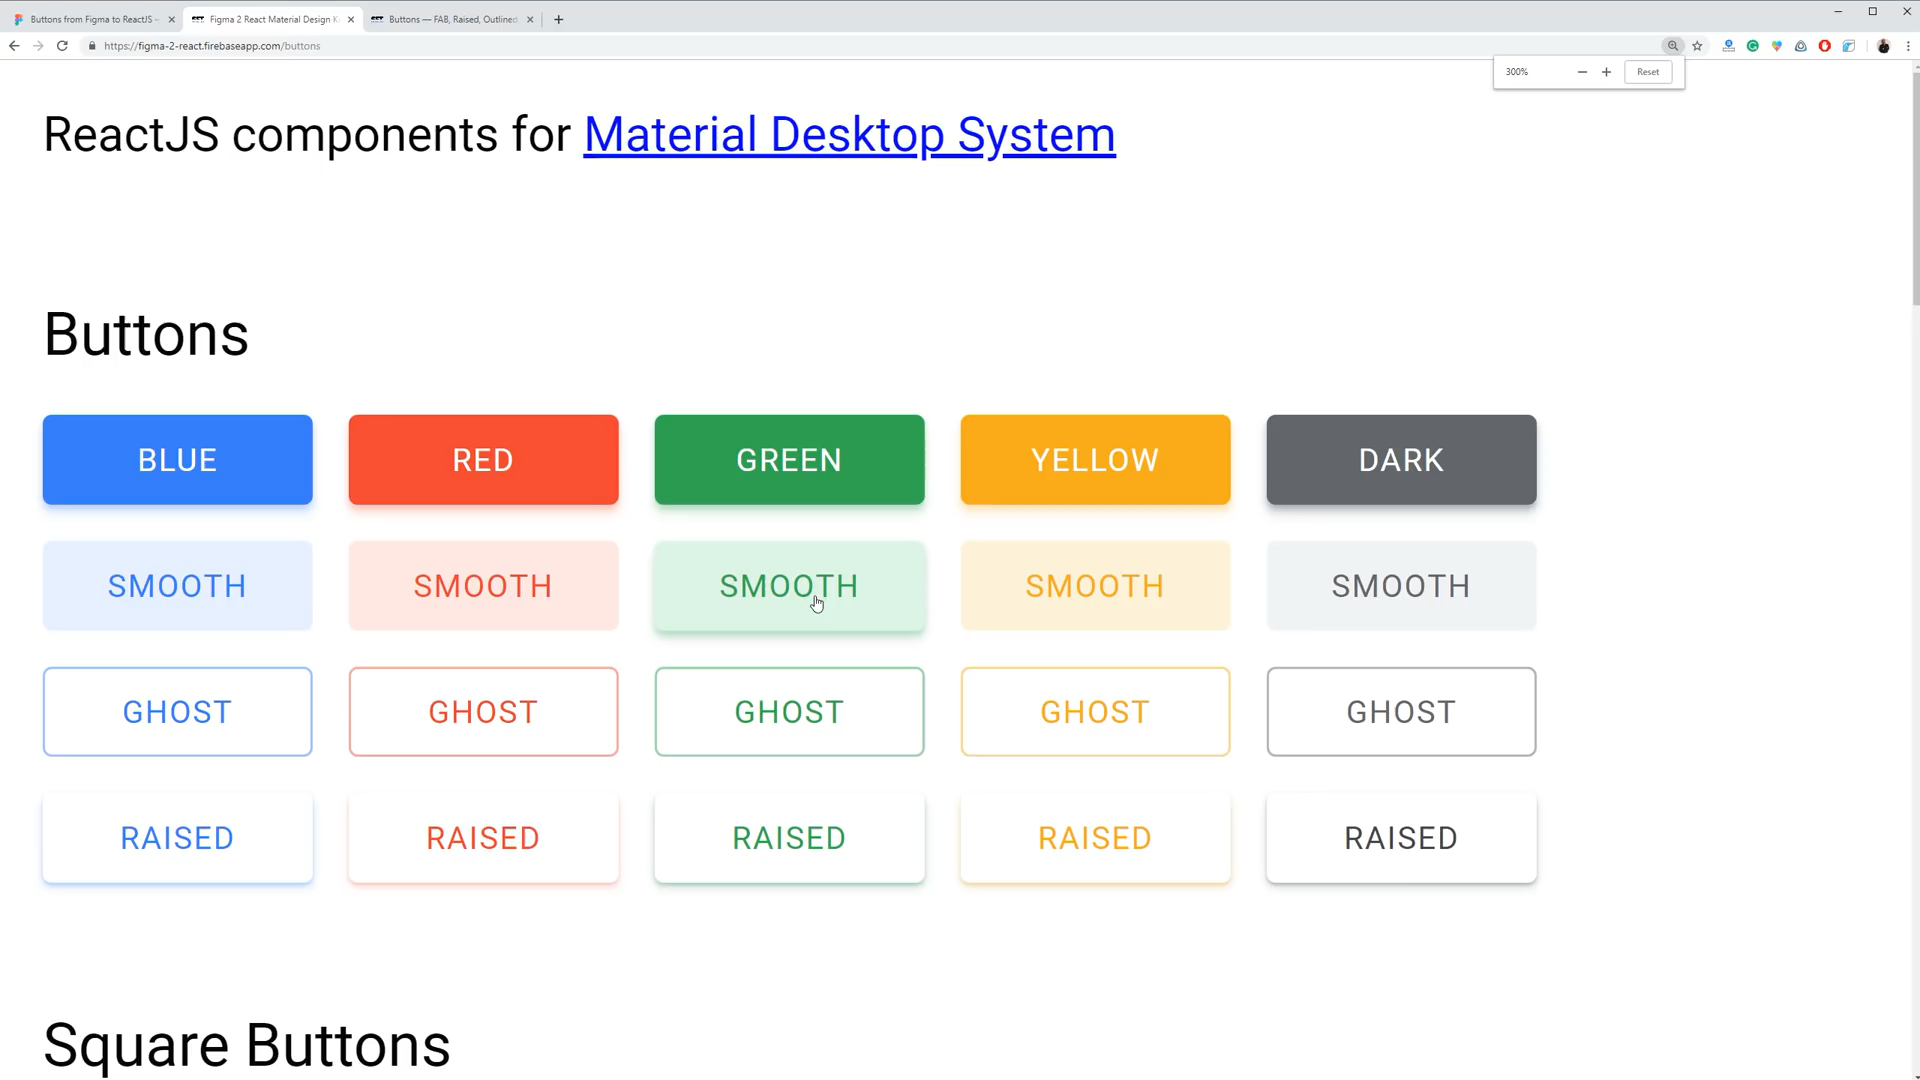 Buttons from Figma to ReactJS -
Figma 2 React Material Design K
Buttons — FAB, Raised, Outlined
https://figma-2-react.firebaseapp.com/buttons
300%
Reset
ReactJS components for Material Desktop System
Buttons
BLUE RED GREEN YELLOW DARK
SMOOTH SMOOTH SMOOTH SMOOTH SMOOTH
GHOST GHOST GHOST GHOST GHOST
RAISED RAISED RAISED RAISED RAISED
Square Buttons